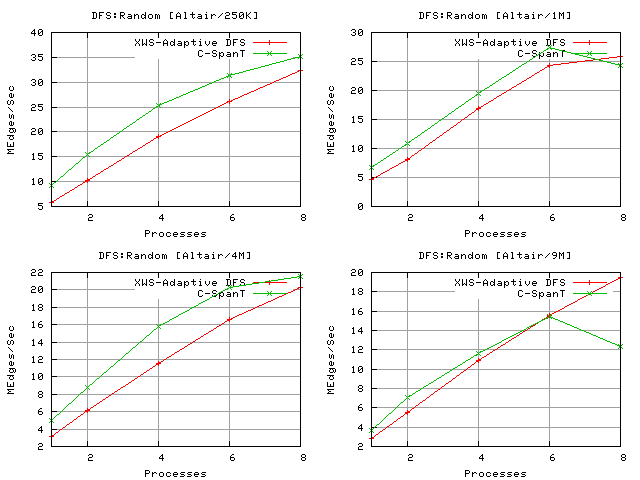 DFS:Random [Altair/250K]
40
35
30
25
20
15
10
5
MEdges/Sec
XWS-Adaptive DFS
C-SpanT
2 4 6 8
Processes
DFS:Random [Altair/1M]
30
25
20
15
10
5
0
MEdges/Sec
XWS-Adaptive DFS
C-SpanT
2 4 6 8
Processes
DFS:Random [Altair/4M]
22
20
18
16
14
12
10
8
6
4
2
MEdges/Sec
XWS-Adaptive DFS
C-SpanT
2 4 6 8
Processes
DFS:Random [Altair/9M]
20
18
16
14
12
10
8
6
4
2
MEdges/Sec
XWS-Adaptive DFS
C-SpanT
2 4 6 8
Processes